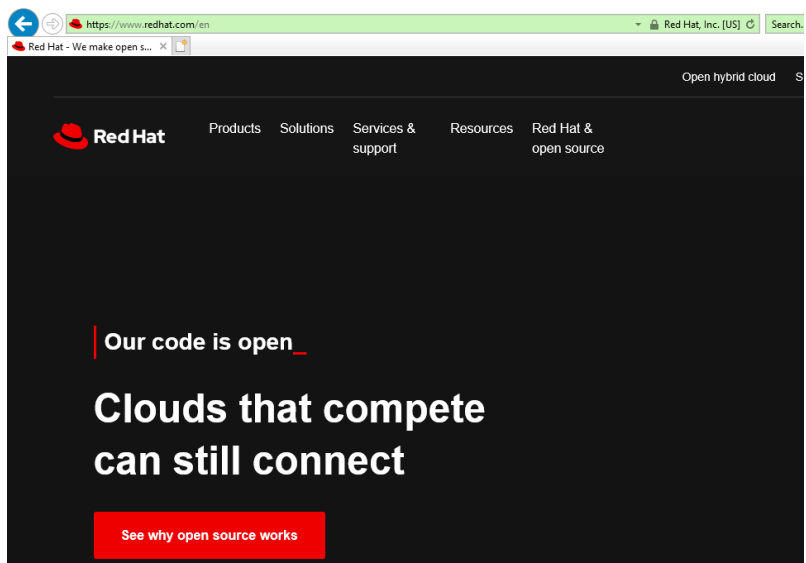 https://www.redhat.com/en
Red Hat, Inc. [US]
Search.
Red Hat - We make open s...
Open hybrid cloud
S
Red Hat
Products
Solutions
Services &
support
Resources
Red Hat &
open source
Our code is open_
Clouds that compete
can still connect
See why open source works